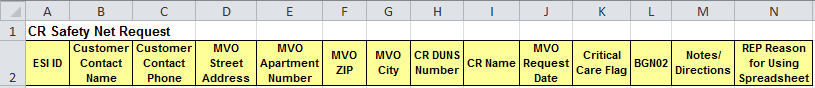 A B C D E F G H I J K L M N
1 CR Safety Net Request
2 ESI ID Customer Contact Name Customer Contact Phone MVO Street Address MVO Apartment Number MVO ZIP MVO City CR DUNS Number CR Name MVO Request Date Critical Care Flag BGN02 Notes/ Directions REP Reason for Using Spreadsheet